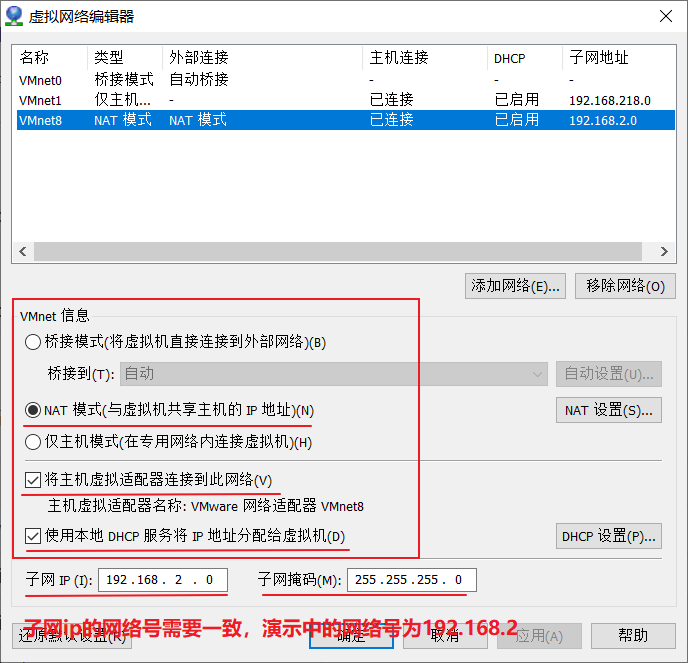 虚拟网络编辑器
名称 类型 外部连接 主机连接 DHCP 子网地址
VMnet0 桥接模式 自动桥接 - - -
VMnet1 仅主机... - 已连接 已启用 192.168.218.0
VMnet8 NAT 模式 NAT 模式 已连接 已启用 192.168.2.0
添加网络(E)... 移除网络(O)
VMnet 信息
桥接模式(将虚拟机直接连接到外部网络)(B)
桥接到(T): 自动 自动设置(U)...
NAT 模式(与虚拟机共享主机的 IP 地址)(N) NAT 设置(S)...
仅主机模式(在专用网络内连接虚拟机)(H)
将主机虚拟适配器连接到此网络(V)
主机虚拟适配器名称: VMware 网络适配器 VMnet8
使用本地 DHCP 服务将 IP 地址分配给虚拟机(D) DHCP 设置(P)...
子网 IP (I): 192 .168 . 2 . 0 子网掩码(M): 255 .255 .255 . 0
子网ip的网络号需要一致，演示中的网络号为192.168.2
还原默认设置(R) 确定 取消 应用(A) 帮助